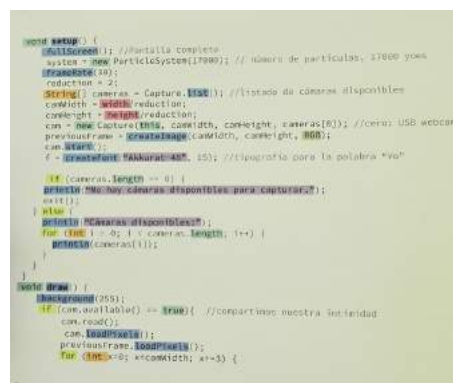 void setup() {
fullScreen(); //Pantalla completo
system = new ParticleSystem(17000); // número de partículas, 17000 yoes
frameRate(30);
reduction = 2;
String[] cameras = Capture.list(); //listado de cámaras disponibles
camWidth = width/reduction;
camHeight = height/reduction;
cam = new Capture(this, camWidth, camHeight, cameras[0]); //cero: USB webcam
previousFrame = createImage(camWidth, camHeight, RGB);
cam.start();
f = createFont("Akkurat-48", 15); //tipografía para la palabra "Yo"
if (cameras.length == 0) {
println("No hay cámaras disponibles para capturar.");
exit();
} else {
println("Cámaras disponibles:");
for (int i = 0; i < cameras.length; i++) {
println(cameras[i]);
}
}
}
void draw() {
background(255);
if (cam.available() == true){ //compartimos nuestra intimidad
cam.read();
cam.loadPixels();
previousFrame.loadPixels();
for (int x=0; x<camWidth; x+=3) {